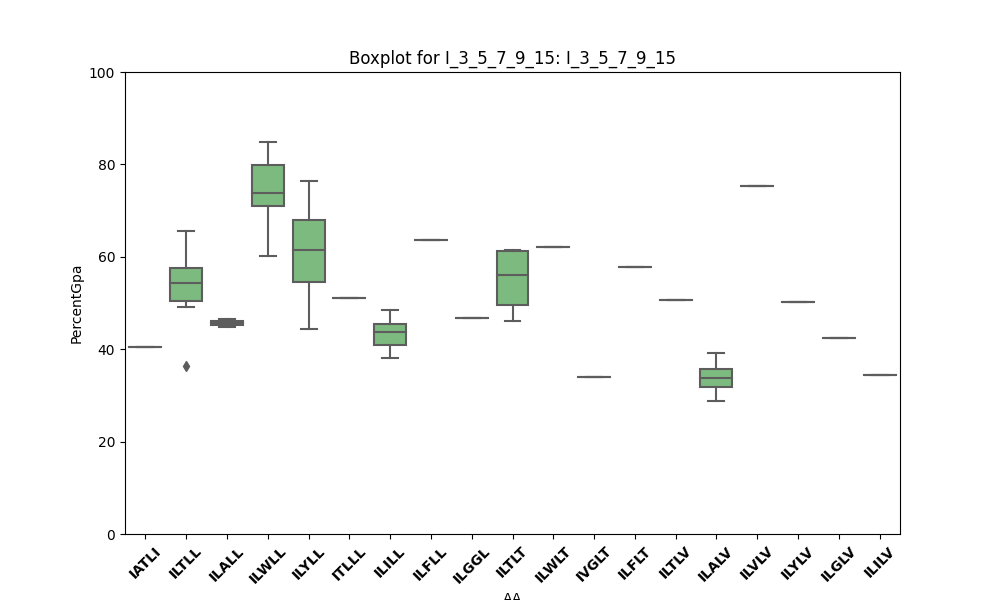 Boxplot for I_3_5_7_9_15: I_3_5_7_9_15
100
80
60
40
20
0
PercentGpa
IATLI
ILTLL
ILALL
ILWLL
ILYLL
ITLLL
ILILL
ILFLL
ILGGL
ILTLT
ILWLT
IVGLT
ILFLT
ILTLV
ILALV
ILVLV
ILYLV
ILGLV
ILILV
AA